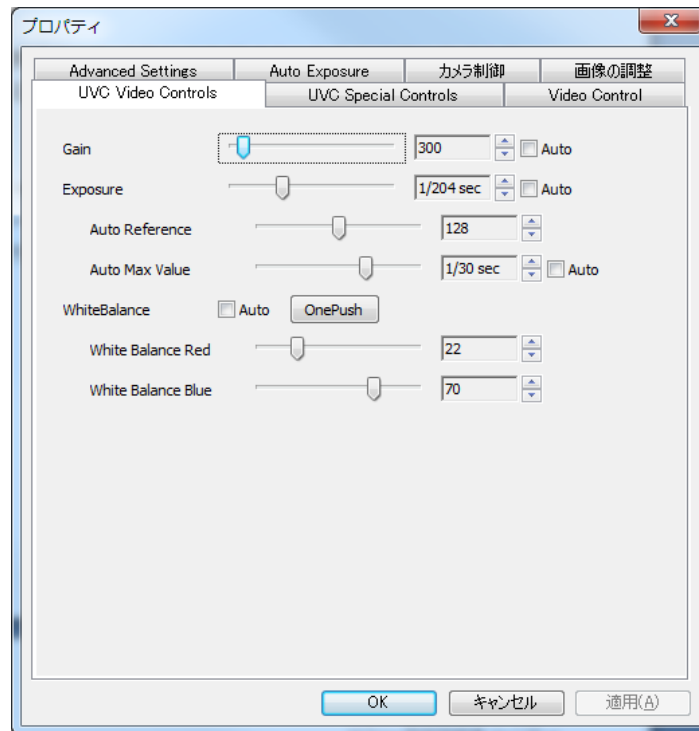 プロパティ
Advanced Settings Auto Exposure カメラ制御 画像の調整
UVC Video Controls UVC Special Controls Video Control
Gain 300 Auto
Exposure 1/204 sec Auto
Auto Reference 128
Auto Max Value 1/30 sec Auto
WhiteBalance Auto OnePush
White Balance Red 22
White Balance Blue 70
OK キャンセル 適用(A)